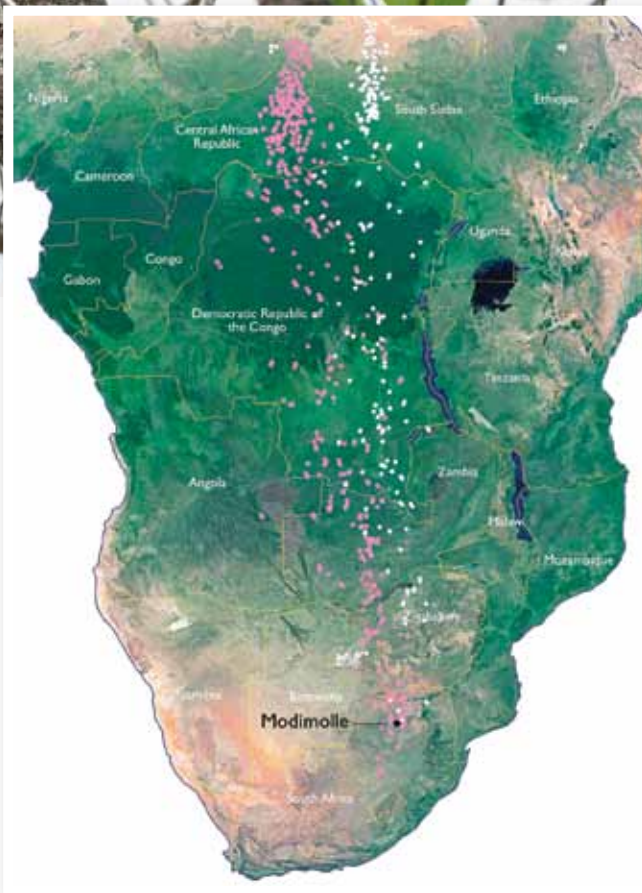 Nigeria
South Sudan
Ethiopia
Central African
Republic
Cameroon
Uganda
Congo
Gabon
Democratic Republic of
the Congo
Tanzania
Angola
Zambia
Malawi
Mozambique
Namibia
Botswana
Modimolle
South Africa